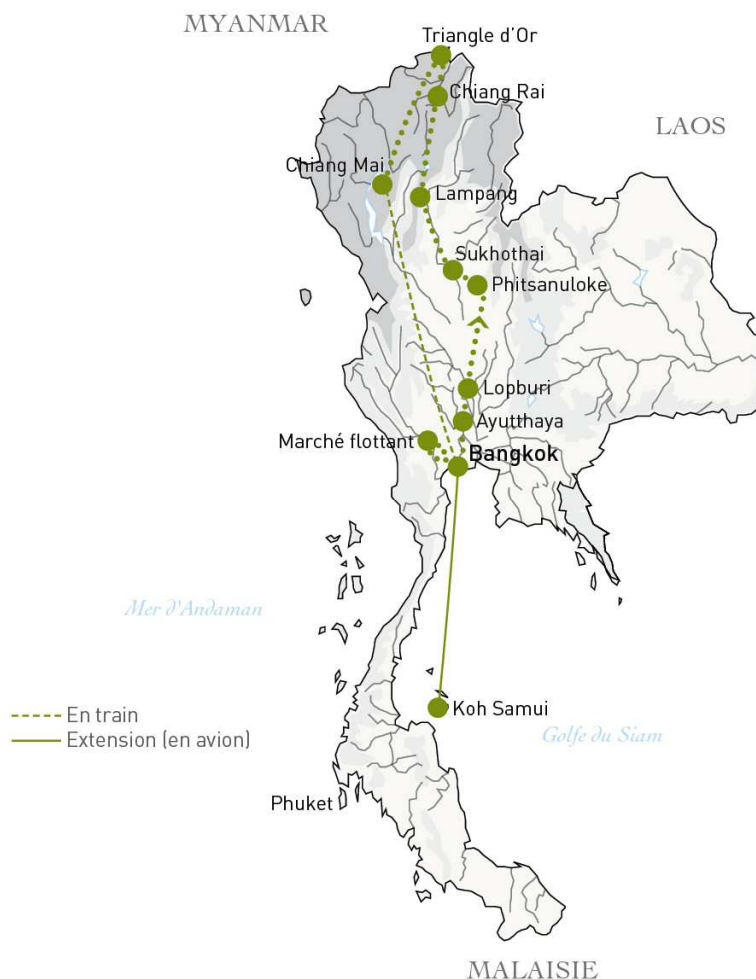 MYANMAR
Triangle d'Or
Chiang Rai
LAOS
Chiang Mai
Lampang
Sukhothai
Phitsanuloke
Lopburi
Ayutthaya
Marché flottant
Bangkok
Mer d'Andaman
En train
Koh Samui
Extension (en avion)
Golfe du Siam
Phuket
MALAISIE